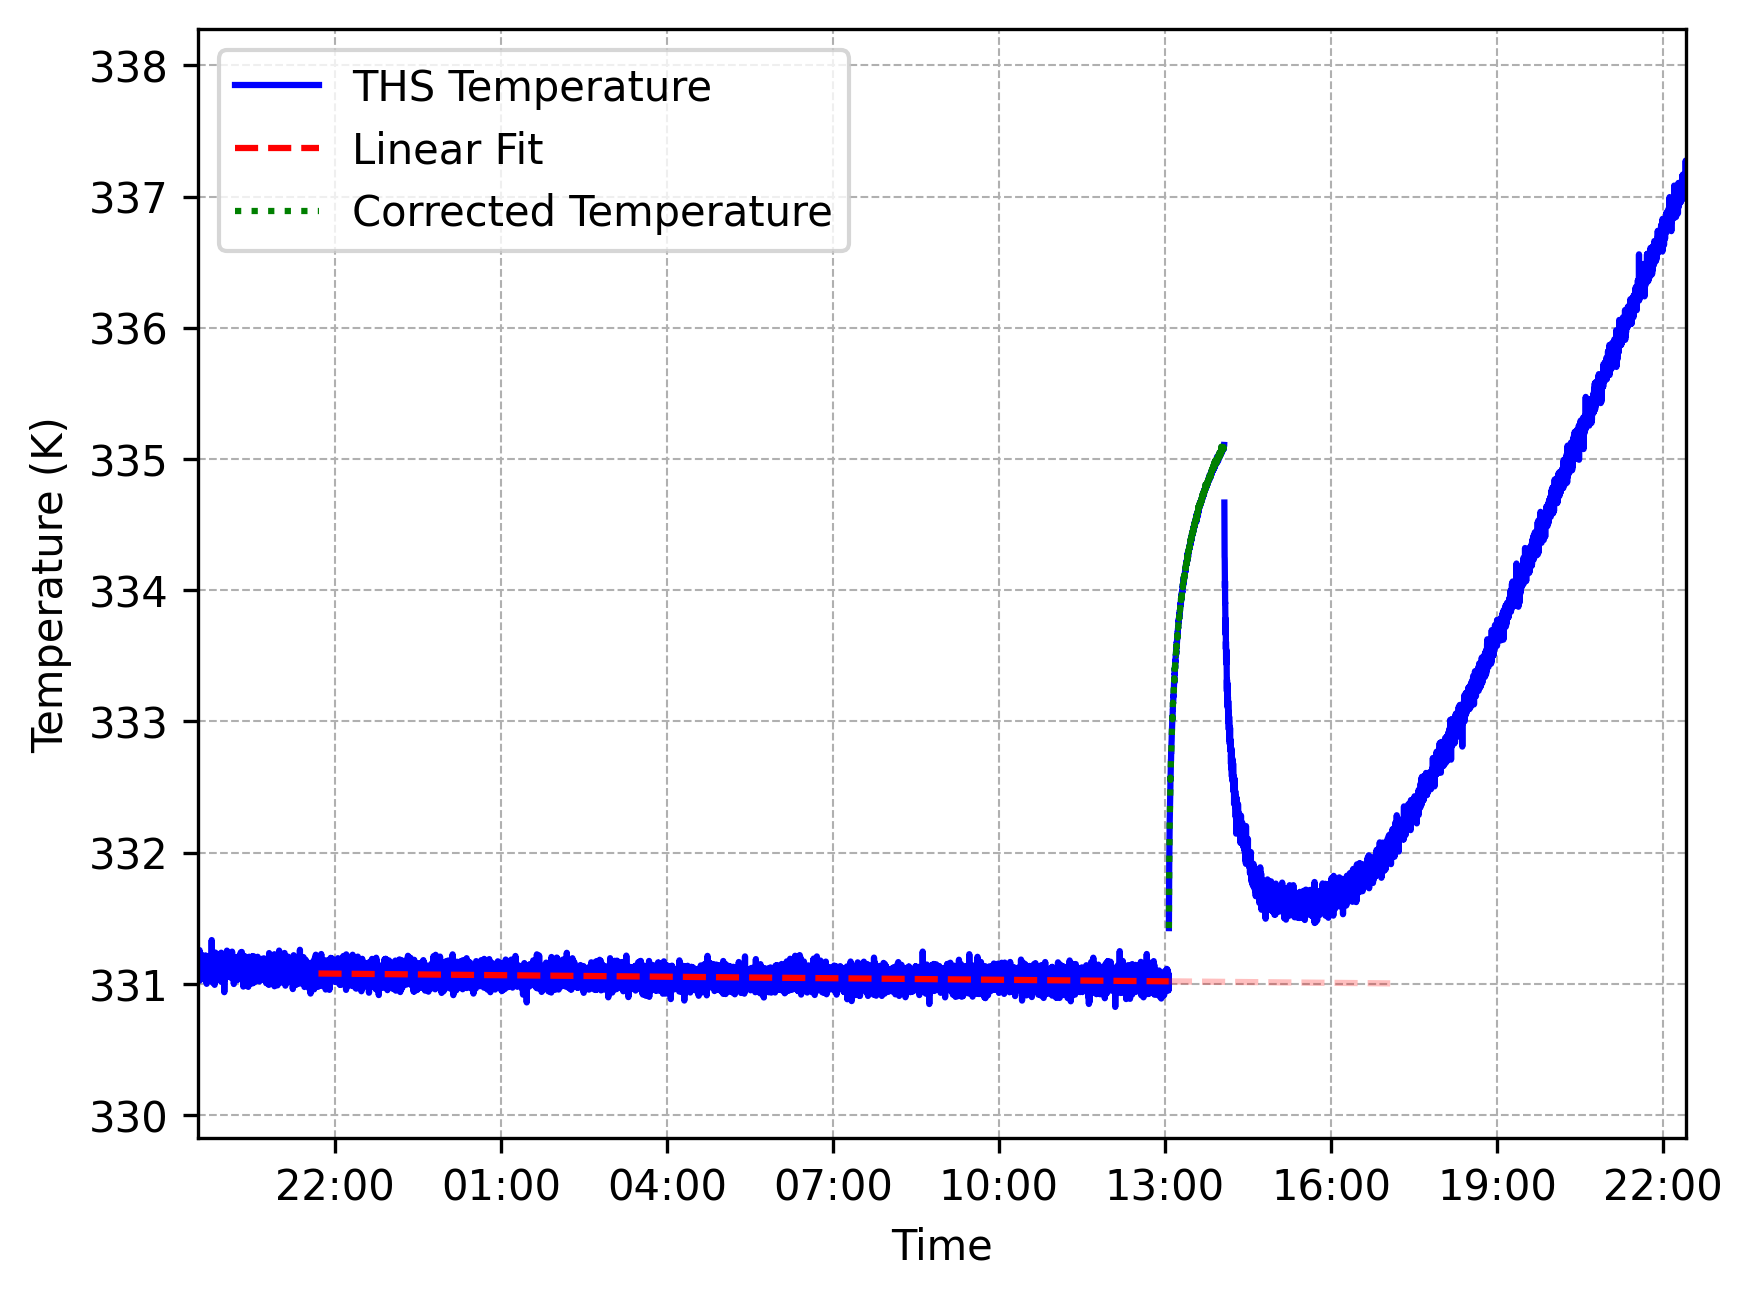 338
337
336
335
334
333
332
331
330
Temperature (K)
THS Temperature
Linear Fit
Corrected Temperature
22:00 01:00 04:00 07:00 10:00 13:00 16:00 19:00 22:00
Time